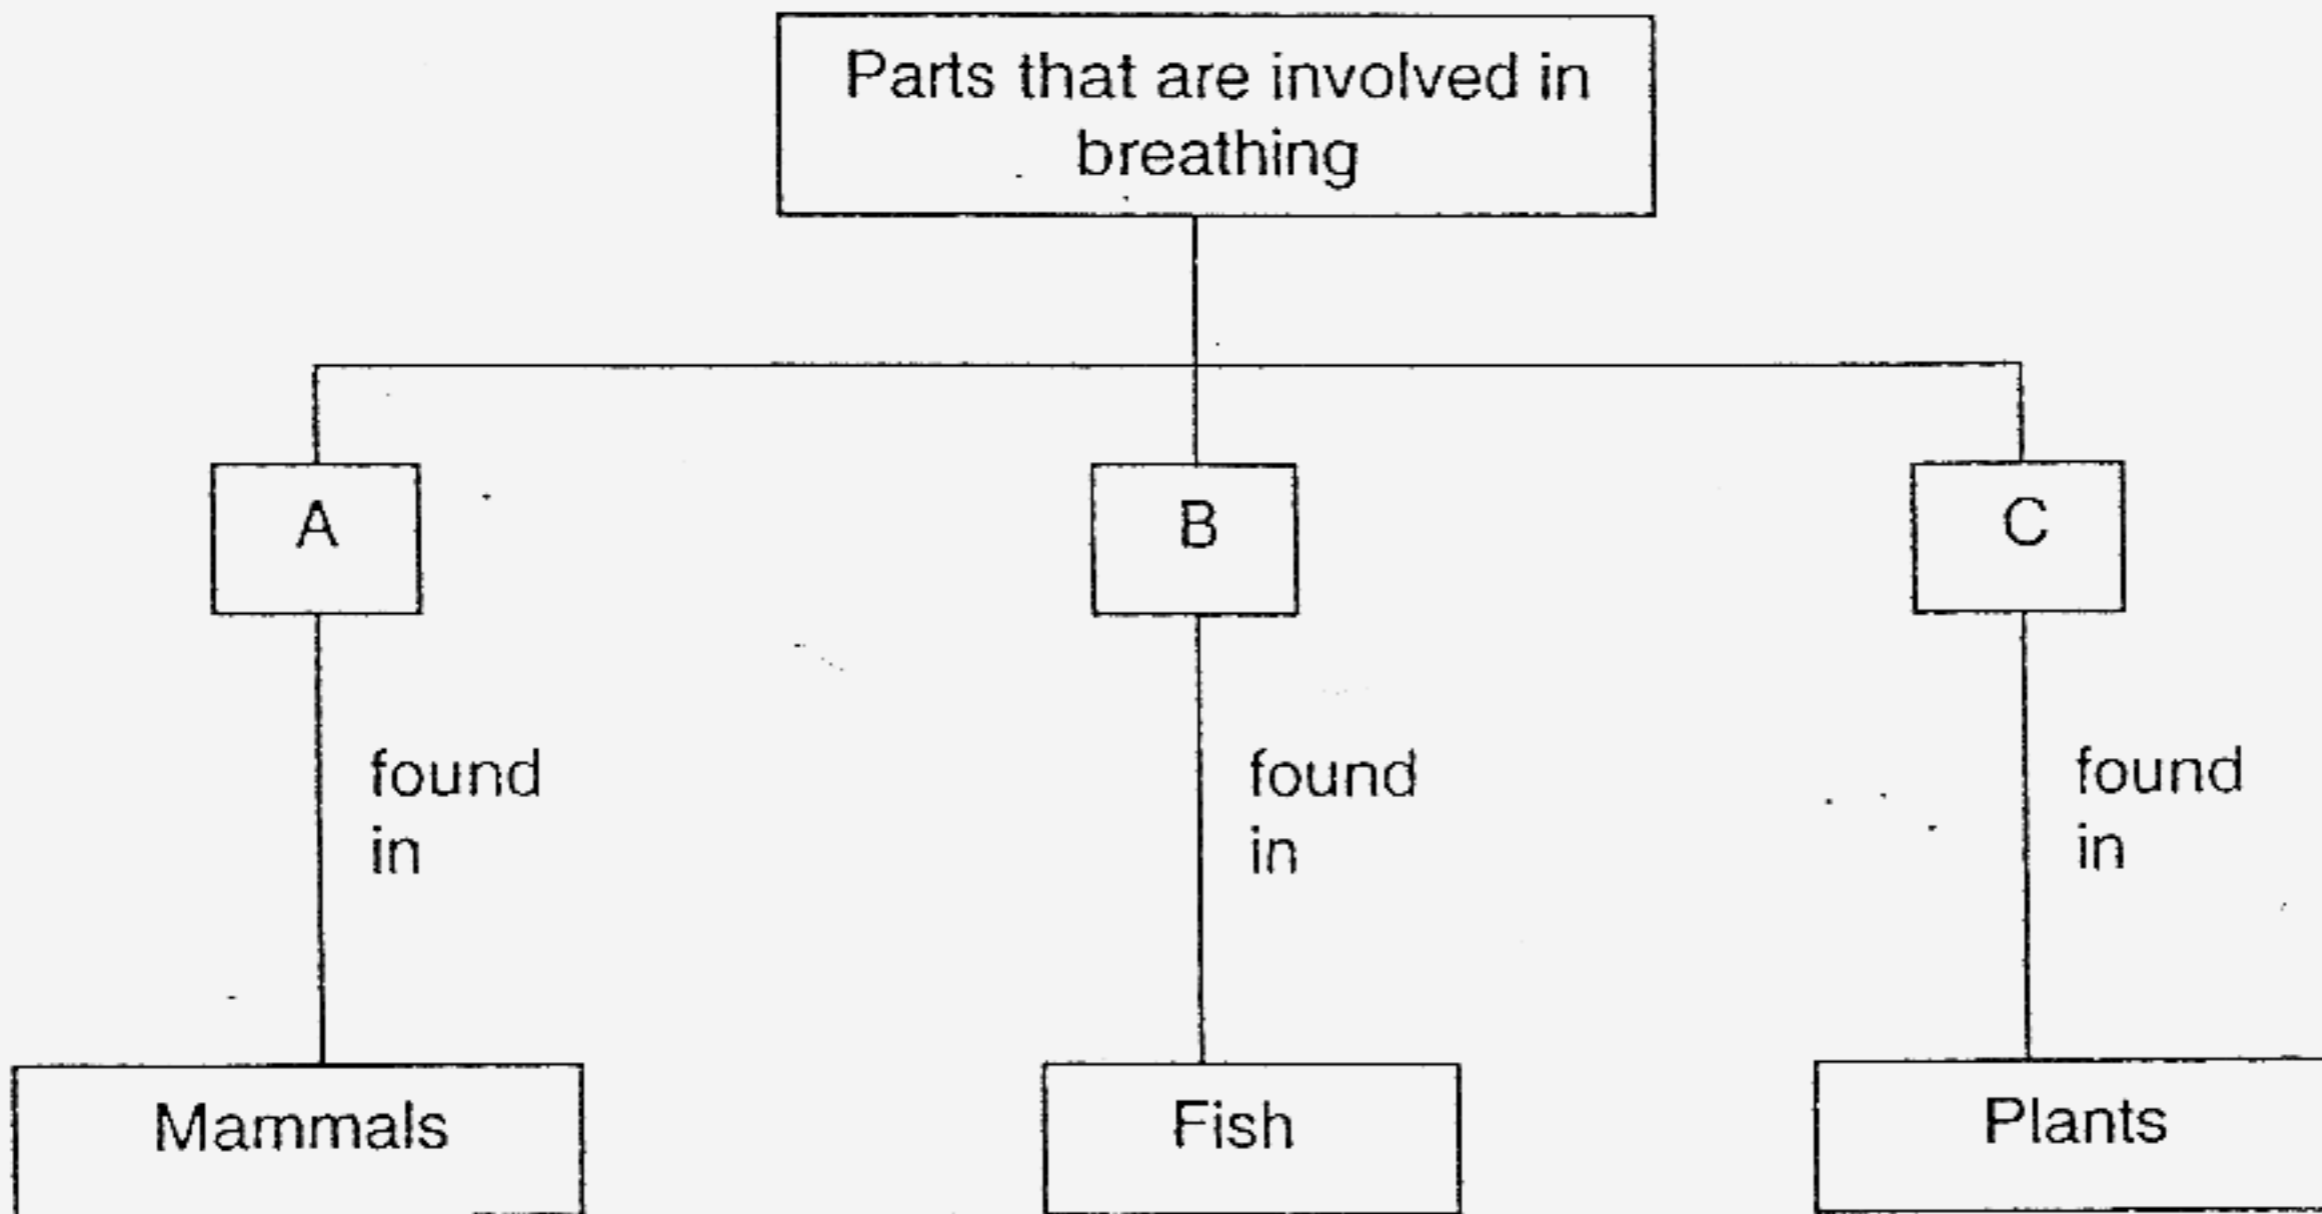 Parts that are involved in
breathing
A
B
C
found
in
found
in
found
in
Mammals
Fish
Plants